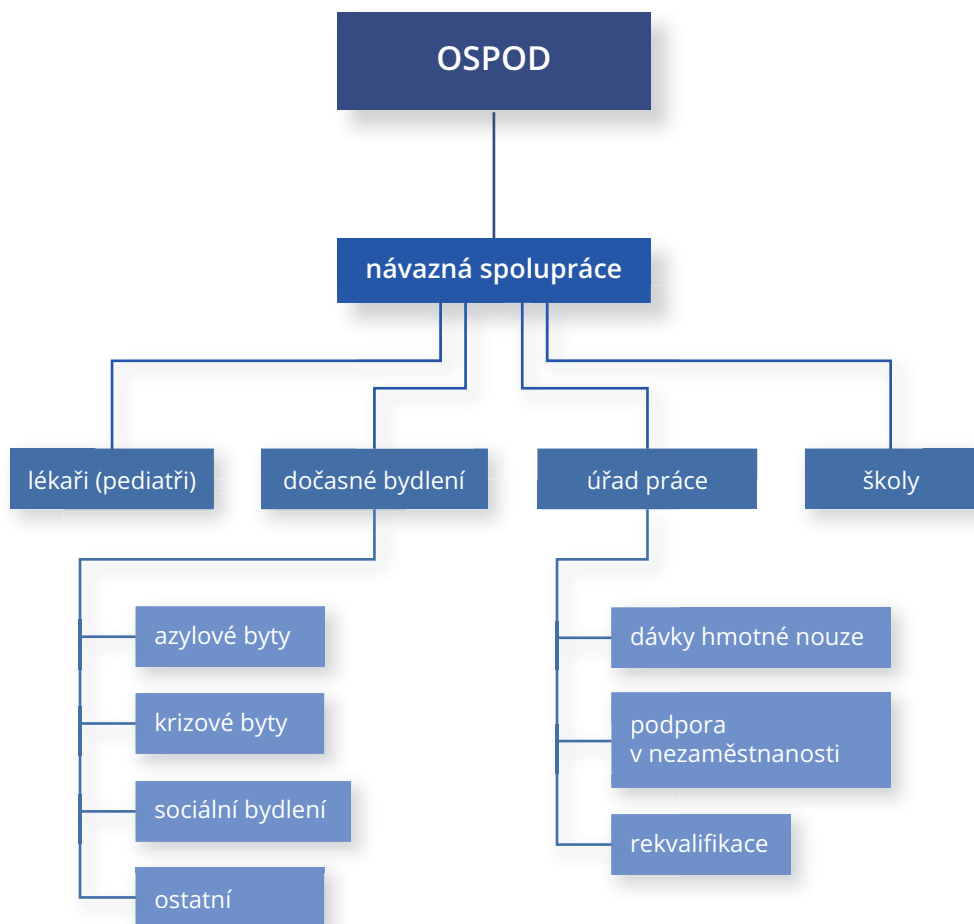 OSPOD
návazná spolupráce
lékaři (pediatři)
dočasné bydlení
úřad práce
školy
azylové byty
krizové byty
sociální bydlení
ostatní
dávky hmotné nouze
podpora
v nezaměstnanosti
rekvalifikace